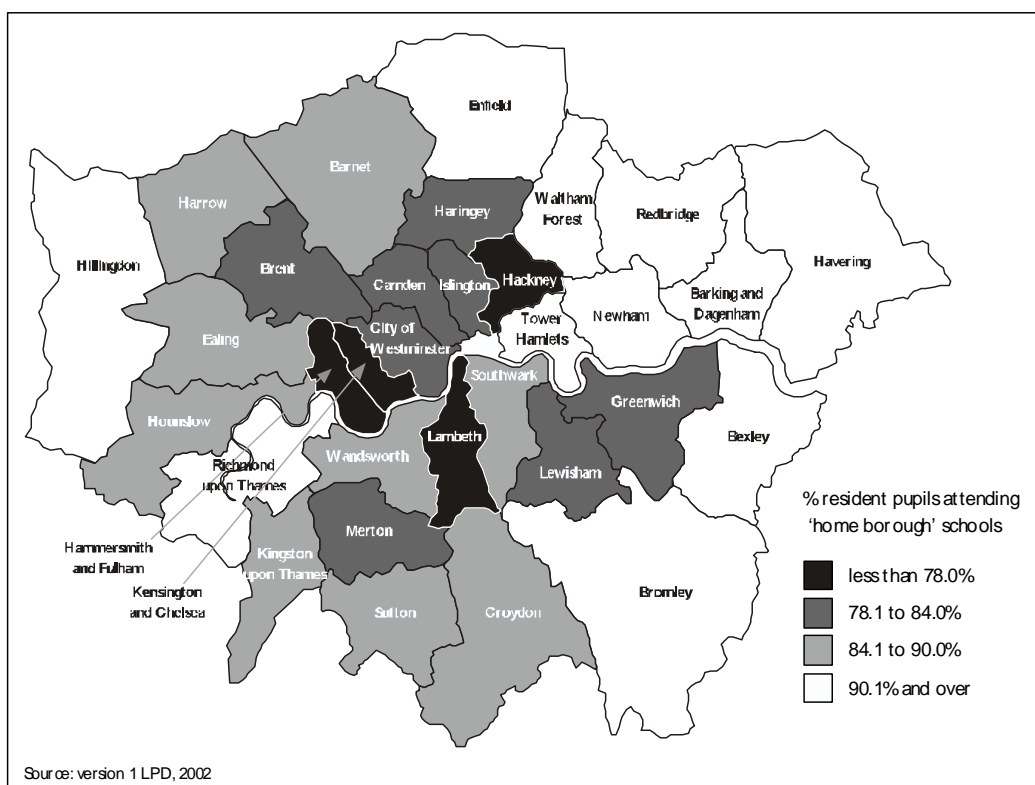 Enfield
Barnet
Harrow
Haringey
Waltham
Forest
Redbridge
Havering
Hillingdon
Brent
Camden
Islington
Hackney
Barking and
Dagenham
Newham
Tower
Hamlets
City of
Westminster
Ealing
Southwark
Greenwich
Hounslow
Bexley
Lambeth
Wandsworth
Richmond
upon Thames
Lewisham
Merton
Hammersmith
and Fulham
Kingston
upon Thames
Kensington
and Chelsea
Sutton
Croydon
Bromley
% resident pupils attending
‘home borough’ schools
less than 78.0%
78.1 to 84.0%
84.1 to 90.0%
90.1% and over
Source: version 1 LPD, 2002